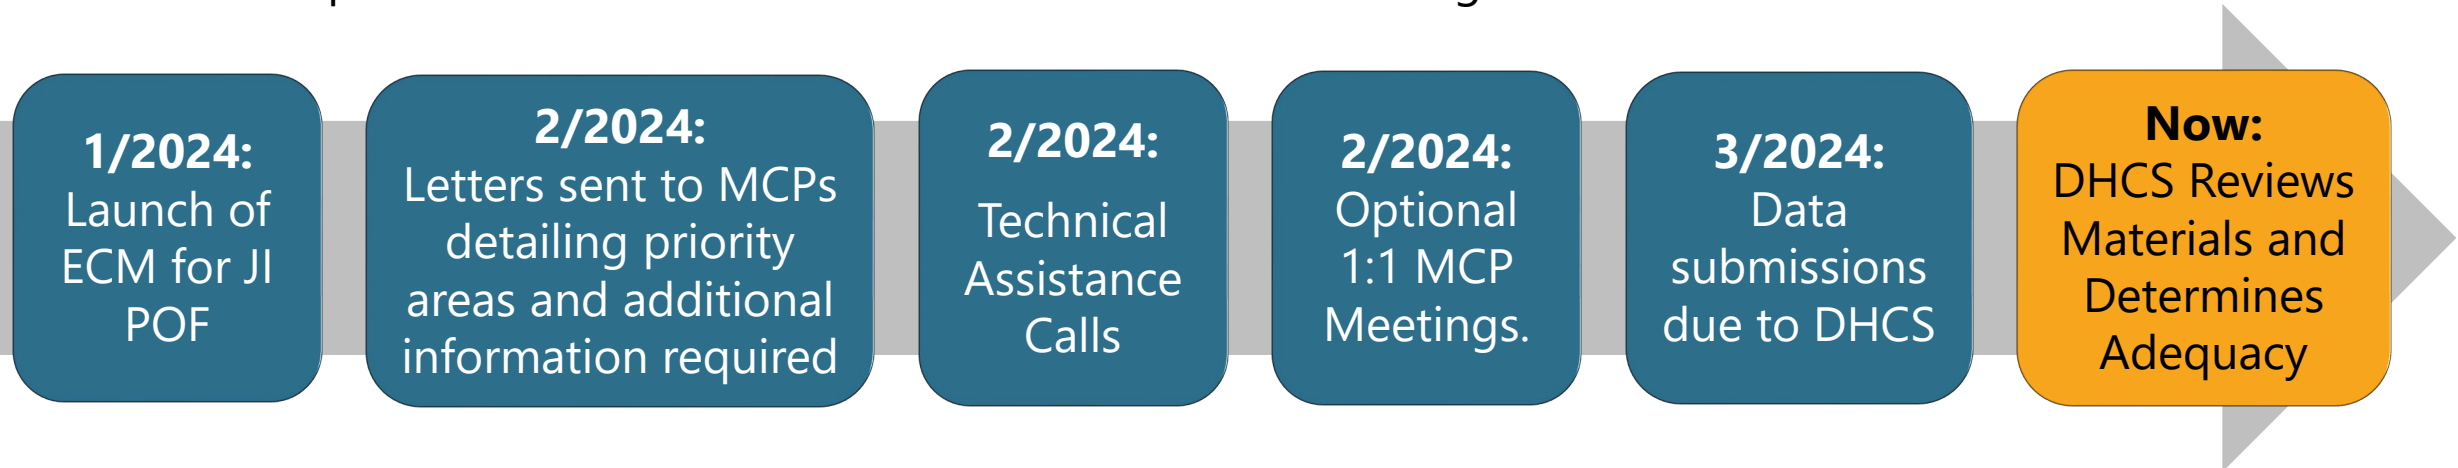 1/2024:
Launch of
ECM for JI
POF
2/2024:
Letters sent to MCPs
detailing priority
areas and additional
information required
2/2024:
Technical
Assistance
Calls
2/2024:
Optional
1:1 MCP
Meetings.
3/2024:
Data
submissions
due to DHCS
Now:
DHCS Reviews
Materials and
Determines
Adequacy